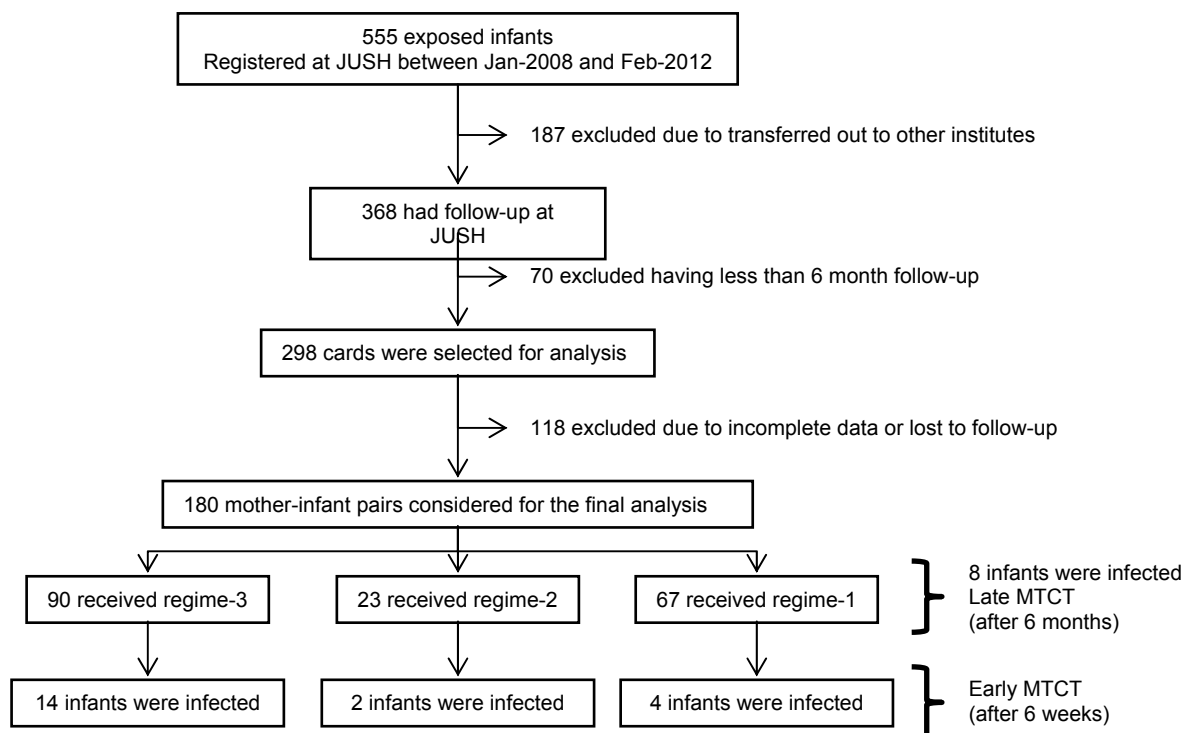 555 exposed infants
Registered at JUSH between Jan-2008 and Feb-2012
187 excluded due to transferred out to other institutes
368 had follow-up at
JUSH
70 excluded having less than 6 month follow-up
298 cards were selected for analysis
118 excluded due to incomplete data or lost to follow-up
180 mother-infant pairs considered for the final analysis
90 received regime-3
23 received regime-2
67 received regime-1
8 infants were infected
Late MTCT
(after 6 months)
14 infants were infected
2 infants were infected
4 infants were infected
Early MTCT
(after 6 weeks)